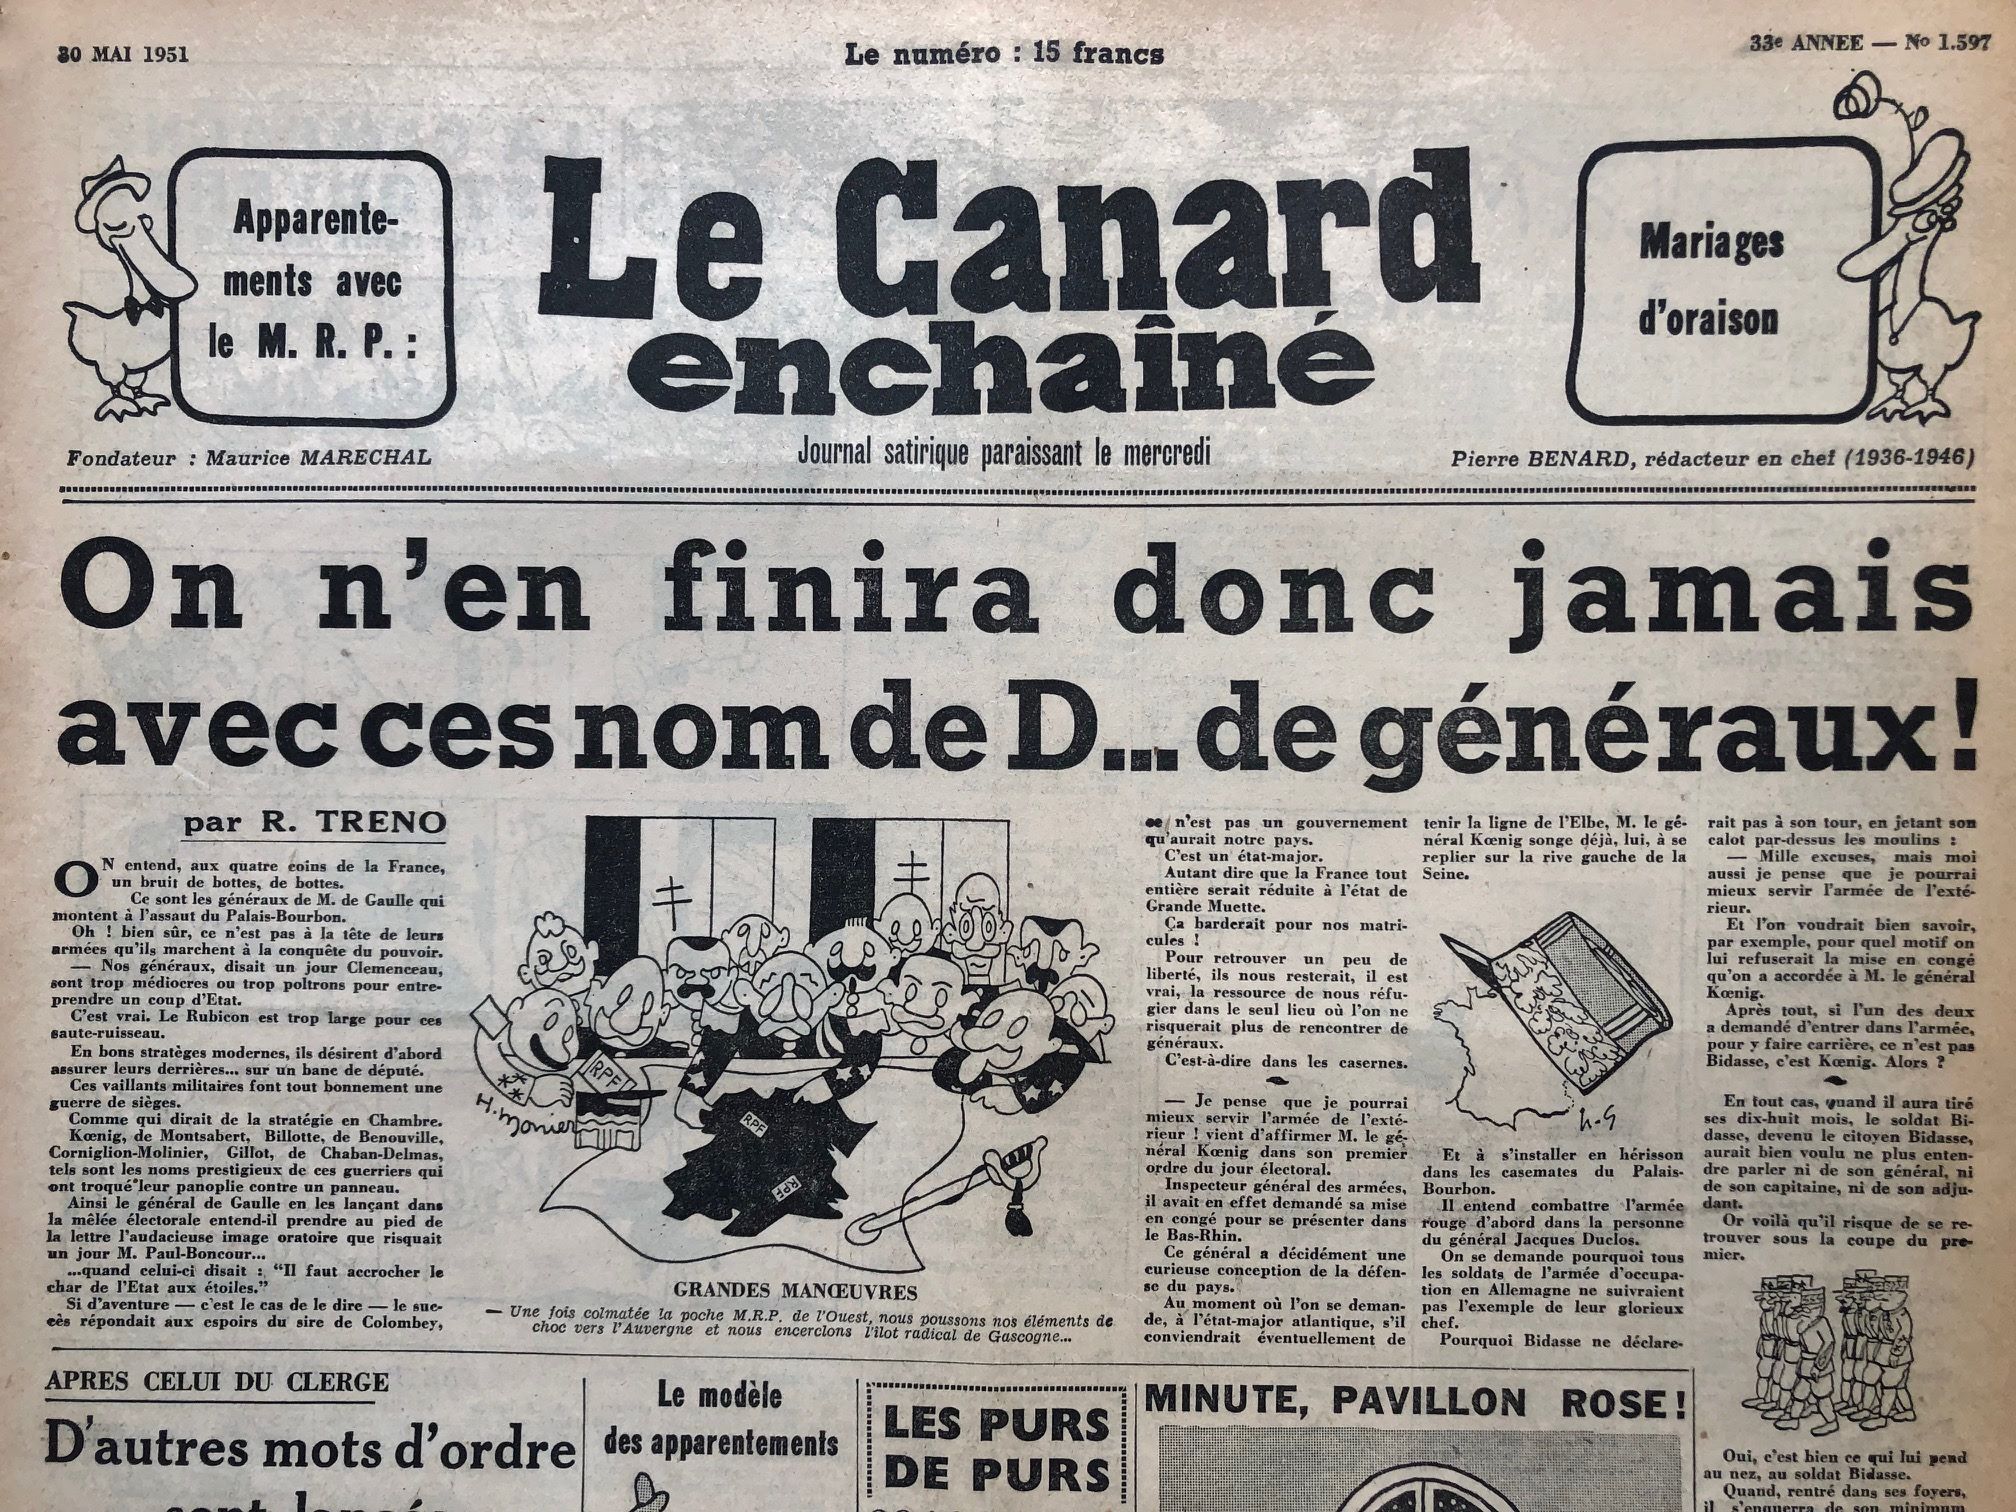 30 MAI 1951
Le numéro : 15 francs
33e ANNEE — No 1.597
Apparente-
ments avec
le M. R. P. :
Le Canard
enchaîné
Mariages
d'oraison
Fondateur : Maurice MARECHAL
Journal satirique paraissant le mercredi
Pierre BENARD, rédacteur en chef (1936-1946)
On n'en finira donc jamais
avec ces nom de D... de généraux !
par R. TRENO
ON entend, aux quatre coins de la France,
un bruit de bottes, de bottes.
Ce sont les généraux de M. de Gaulle qui
montent à l'assaut du Palais-Bourbon.
Oh ! bien sûr, ce n'est pas à la tête de leurs
armées qu'ils marchent à la conquête du pouvoir.
— Nos généraux, disait un jour Clemenceau,
sont trop médiocres ou trop poltrons pour entre-
prendre un coup d'Etat.
C'est vrai. Le Rubicon est trop large pour ces
saute-ruisseau.
En bons stratèges modernes, ils désirent d'abord
assurer leurs derrières... sur un banc de député.
Ces vaillants militaires font tout bonnement une
guerre de sièges.
Comme qui dirait de la stratégie en Chambre.
Kœnig, de Montsabert, Billotte, de Benouville,
Corniglion-Molinier, Gillot, de Chaban-Delmas,
tels sont les noms prestigieux de ces guerriers qui
ont troqué leur panoplie contre un panneau.
Ainsi le général de Gaulle en les lançant dans
la mêlée électorale entend-il prendre au pied de
la lettre l'audacieuse image oratoire que risquait
un jour M. Paul-Boncour...
...quand celui-ci disait : "Il faut accrocher le
char de l'Etat aux étoiles."
Si d'aventure — c'est le cas de le dire — le suc-
cès répondait aux espoirs du sire de Colombey,
RPF
RPF
RPF
H. Monier
GRANDES MANŒUVRES
— Une fois colmatée la poche M.R.P. de l'Ouest, nous poussons nos éléments de
choc vers l'Auvergne et nous encerclons l'îlot radical de Gascogne...
ce n'est pas un gouvernement
qu'aurait notre pays.
C'est un état-major.
Autant dire que la France tout
entière serait réduite à l'état de
Grande Muette.
Ça barderait pour nos matri-
cules !
Pour retrouver un peu de
liberté, ils nous resterait, il est
vrai, la ressource de nous réfu-
gier dans le seul lieu où l'on ne
risquerait plus de rencontrer de
généraux.
C'est-à-dire dans les casernes.
— Je pense que je pourrai
mieux servir l'armée de l'exté-
rieur ! vient d'affirmer M. le gé-
néral Kœnig dans son premier
ordre du jour électoral.
Inspecteur général des armées,
il avait en effet demandé sa mise
en congé pour se présenter dans
le Bas-Rhin.
Ce général a décidément une
curieuse conception de la défen-
se du pays.
Au moment où l'on se deman-
de, à l'état-major atlantique, s'il
conviendrait éventuellement de
tenir la ligne de l'Elbe, M. le gé-
néral Kœnig songe déjà, lui, à se
replier sur la rive gauche de la
Seine.
Et à s'installer en hérisson
dans les casemates du Palais-
Bourbon.
Il entend combattre l'armée
rouge d'abord dans la personne
du général Jacques Duclos.
On se demande pourquoi tous
les soldats de l'armée d'occupa-
tion en Allemagne ne suivraient
pas l'exemple de leur glorieux
chef.
Pourquoi Bidasse ne déclare-
rait pas à son tour, en jetant son
calot par-dessus les moulins :
— Mille excuses, mais moi
aussi je pense que je pourrai
mieux servir l'armée de l'exté-
rieur.
Et l'on voudrait bien savoir,
par exemple, pour quel motif on
lui refuserait la mise en congé
qu'on a accordée à M. le général
Kœnig.
Après tout, si l'un des deux
a demandé d'entrer dans l'armée,
pour y faire carrière, ce n'est pas
Bidasse, c'est Kœnig. Alors ?
En tout cas, quand il aura tiré
ses dix-huit mois, le soldat Bi-
dasse, devenu le citoyen Bidasse,
aurait bien voulu ne plus enten-
dre parler ni de son général, ni
de son capitaine, ni de son adju-
dant.
Or voilà qu'il risque de se re-
trouver sous la coupe du pre-
mier.
Oui, c'est bien ce qui lui pend
au nez, au soldat Bidasse.
Quand, rentré dans ses foyers,
il s'enquerra de son minimum
APRES CELUI DU CLERGE
D'autres mots d'ordre
sont lancés
Le modèle
des apparentements
LES PURS
DE PURS
MINUTE, PAVILLON ROSE !